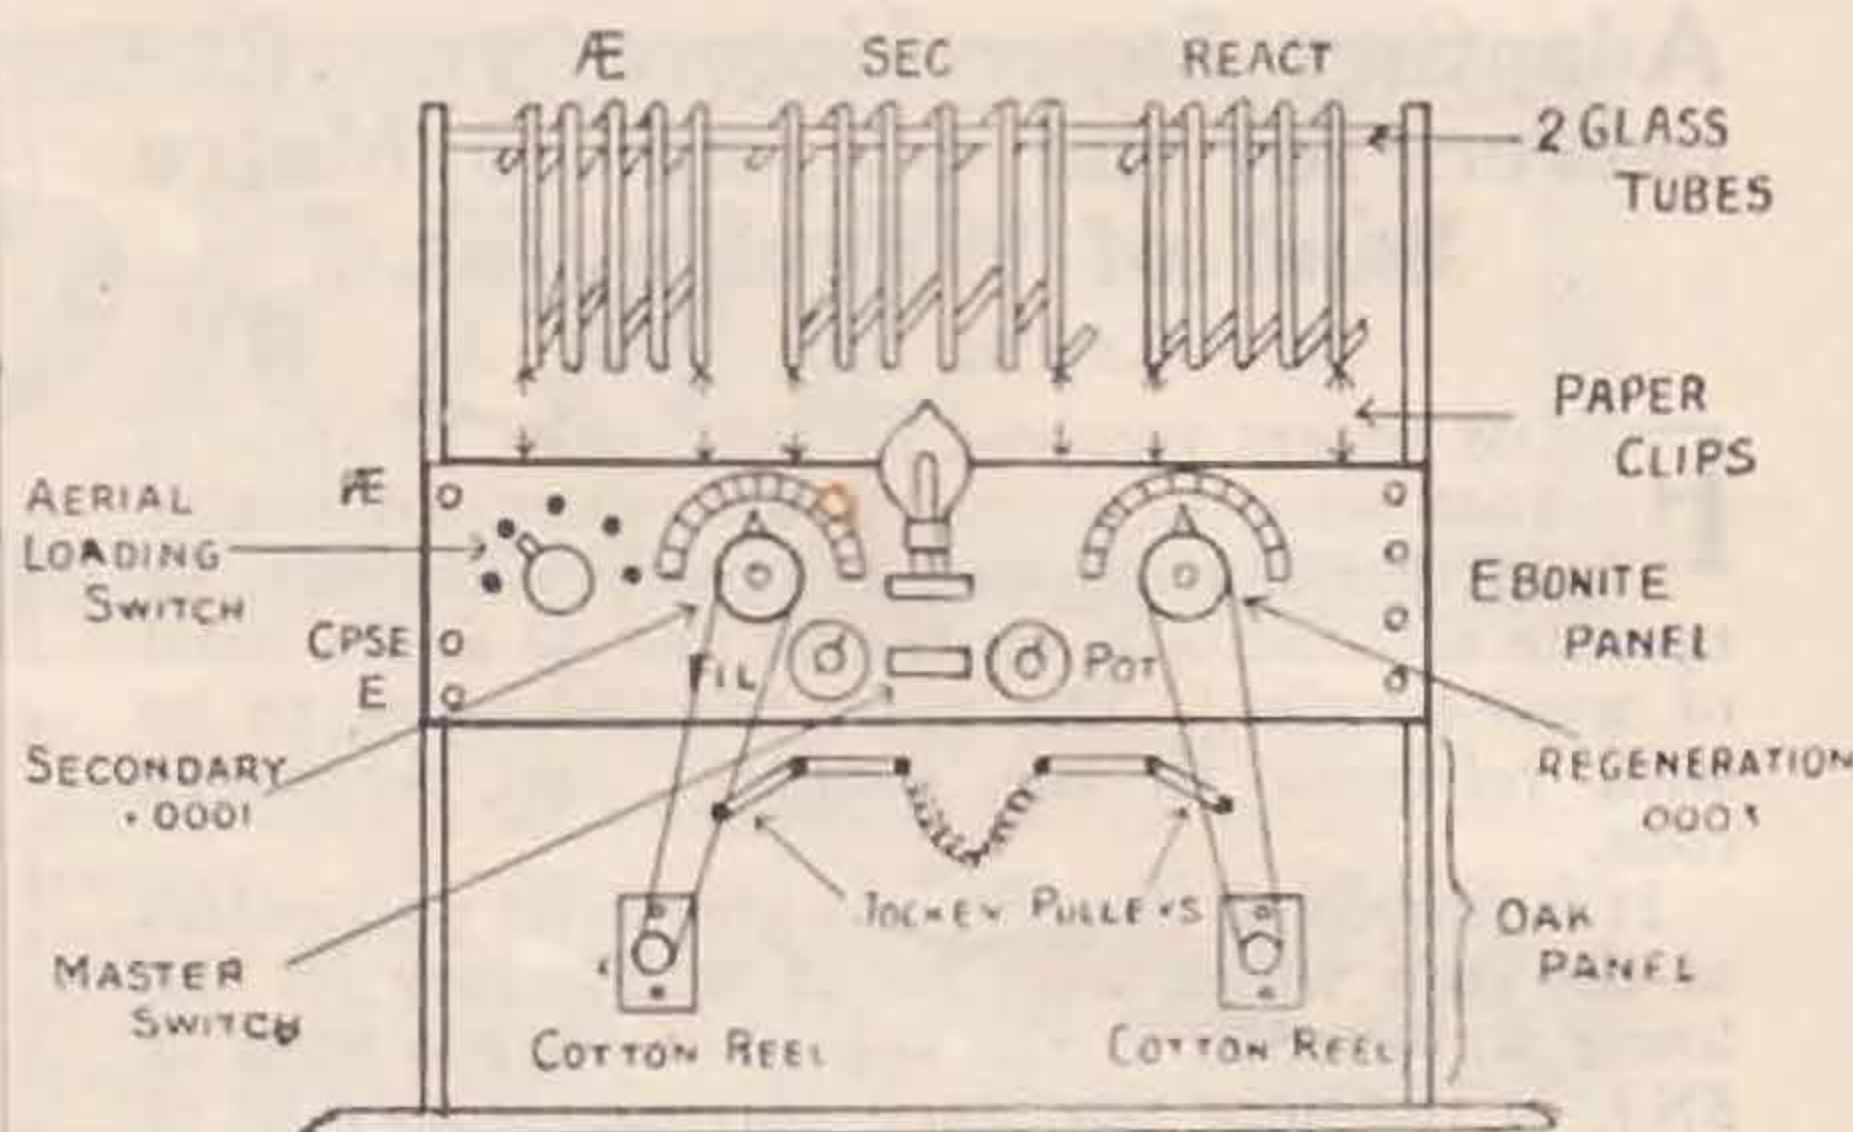 Æ
SEC
REACT
2 GLASS
TUBES
PAPER
CLIPS
AERIAL
LOADING
SWITCH
Æ
CPSE
E
FIL
POT
EBONITE
PANEL
SECONDARY
.0001
REGENERATION
JOCKEY PULLEYS
MASTER
SWITCH
OAK
PANEL
COTTON REEL
COTTON REEL